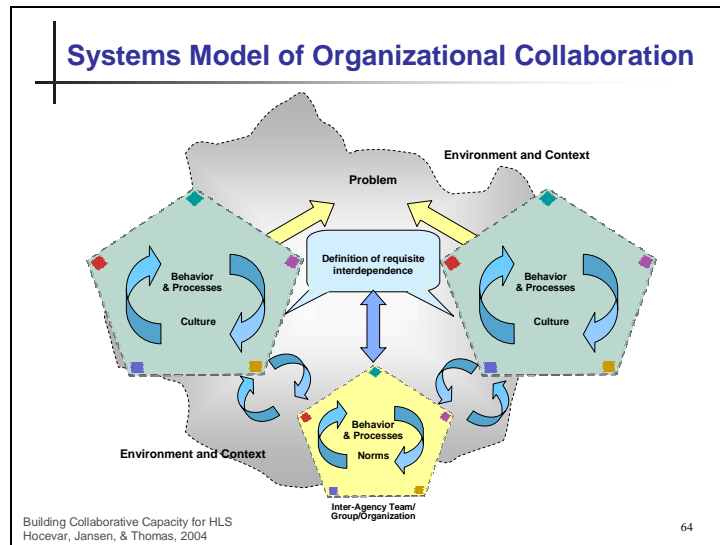 Systems Model of Organizational Collaboration
Environment and Context
Problem
Definition of requisite
interdependence
Behavior
& Processes
Culture
Behavior
& Processes
Culture
Behavior
& Processes
Norms
Environment and Context
Inter-Agency Team/
Group/Organization
Building Collaborative Capacity for HLS
Hocevar, Jansen, & Thomas, 2004
64